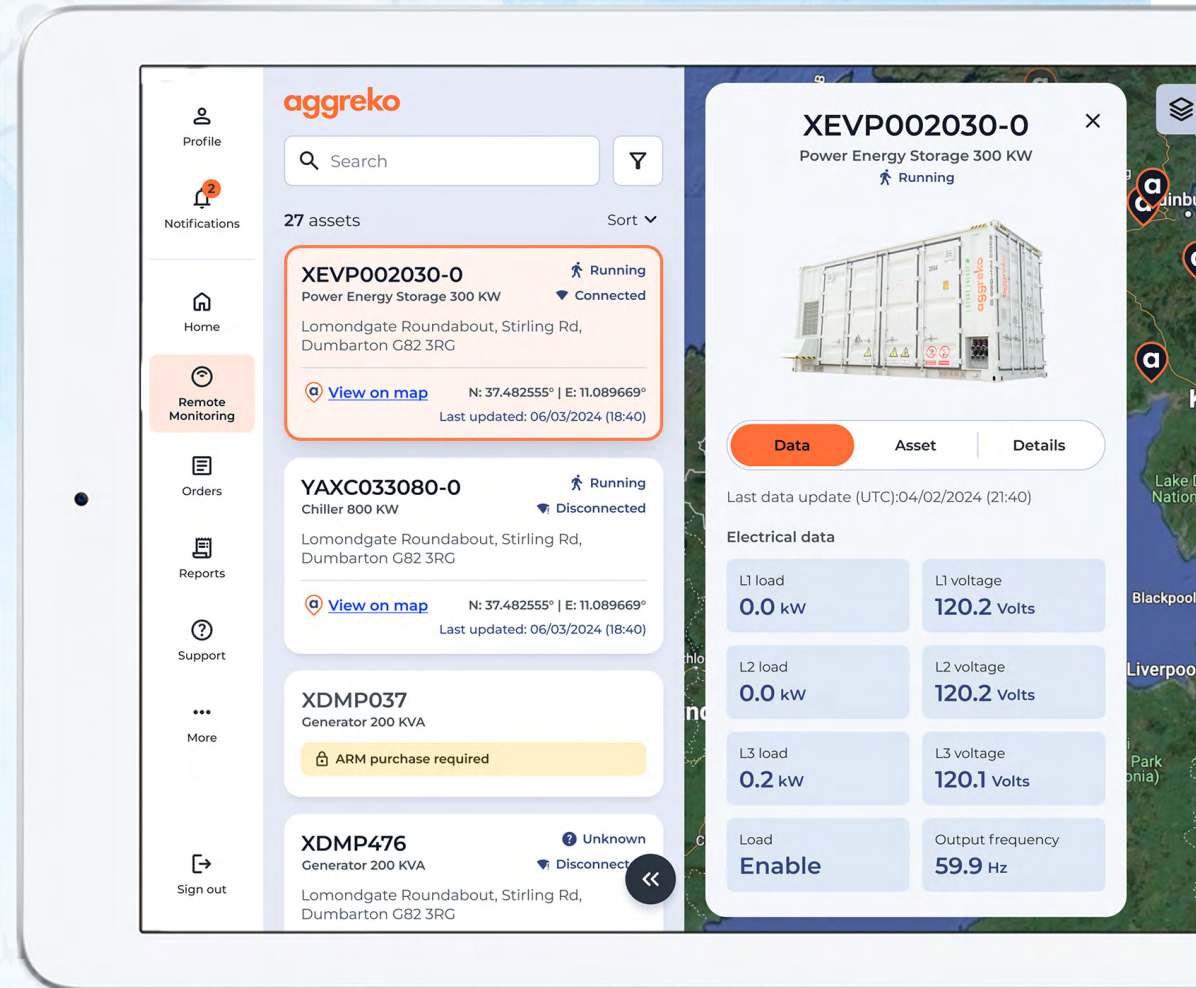 Profile
2
Notifications
Home
Remote
Monitoring
Orders
Reports
Support
More
Sign out
aggreko
Search
27 assets
Sort
XEVP002030-0
Running
Power Energy Storage 300 KW
Connected
Lomondgate Roundabout, Stirling Rd,
Dumbarton G82 3RG
a View on map
N: 37.482555° | E: 11.089669°
Last updated: 06/03/2024 (18:40)
YAXC033080-0
Running
Chiller 800 KW
Disconnected
Lomondgate Roundabout, Stirling Rd,
Dumbarton G82 3RG
a View on map
N: 37.482555° | E: 11.089669°
Last updated: 06/03/2024 (18:40)
XDMP037
Generator 200 KVA
ARM purchase required
XDMP476
Unknown
Generator 200 KVA
Disconnect
Lomondgate Roundabout, Stirling Rd,
Dumbarton G82 3RG
XEVP002030-0
Power Energy Storage 300 KW
Running
aggreko
Data
Asset
Details
Last data update (UTC):04/02/2024 (21:40)
Electrical data
L1 load
0.0 kW
L1 voltage
120.2 Volts
L2 load
0.0 kW
L2 voltage
120.2 Volts
L3 load
0.2 kW
L3 voltage
120.1 Volts
Load
Enable
Output frequency
59.9 Hz
a
a
a
Lake
Nation
Blackpool
Liverpoo
Park